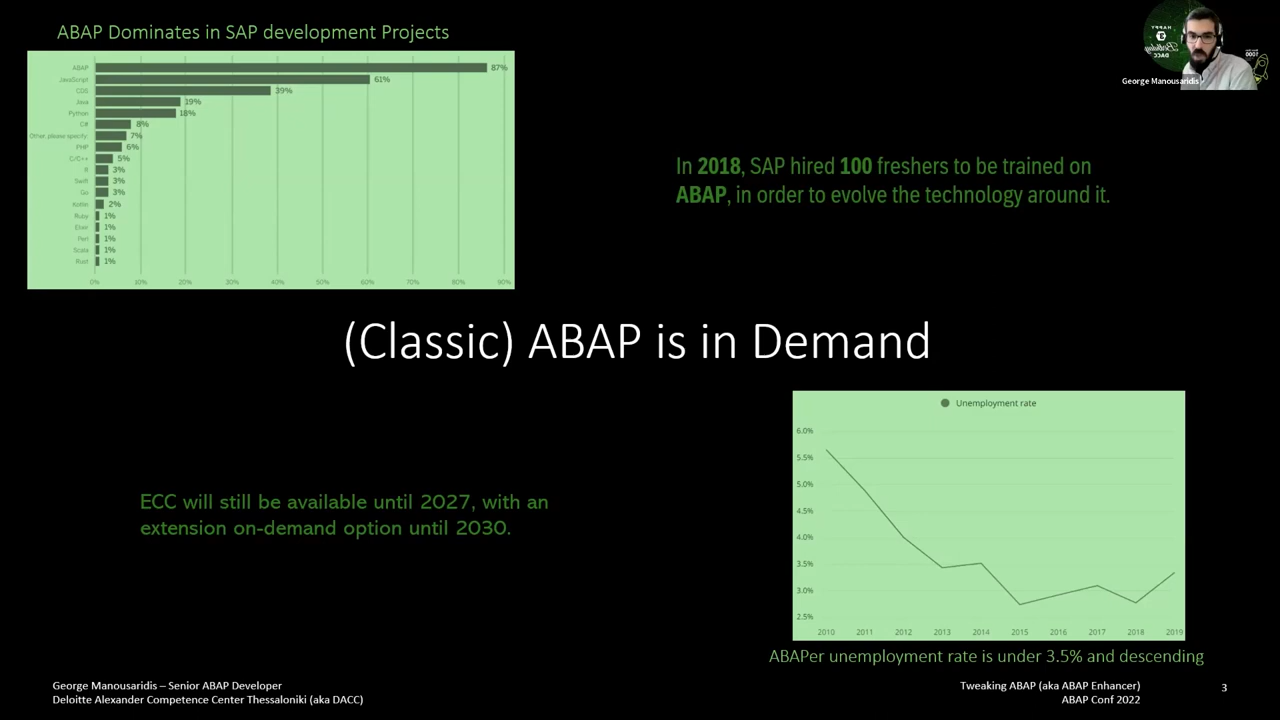 ABAP Dominates in SAP development Projects
ABAP 87%
JavaScript 61%
CDS 39%
Java 19%
Python 18%
C# 8%
Other, please specify: 7%
PHP 6%
C/C++ 5%
R 3%
Swift 3%
Go 3%
Kotlin 2%
Ruby 1%
Elixir 1%
Perl 1%
Scala 1%
Rust 1%
0% 10% 20% 30% 40% 50% 60% 70% 80% 90%
HAPPY
Birthday
DACC
1000
George Manousaridis
In 2018, SAP hired 100 freshers to be trained on
ABAP, in order to evolve the technology around it.
(Classic) ABAP is in Demand
ECC will still be available until 2027, with an
extension on-demand option until 2030.
Unemployment rate
6.0%
5.5%
5.0%
4.5%
4.0%
3.5%
3.0%
2.5%
2010 2011 2012 2013 2014 2015 2016 2017 2018 2019
ABAPer unemployment rate is under 3.5% and descending
George Manousaridis – Senior ABAP Developer
Deloitte Alexander Competence Center Thessaloniki (aka DACC)
Tweaking ABAP (aka ABAP Enhancer)
ABAP Conf 2022
3